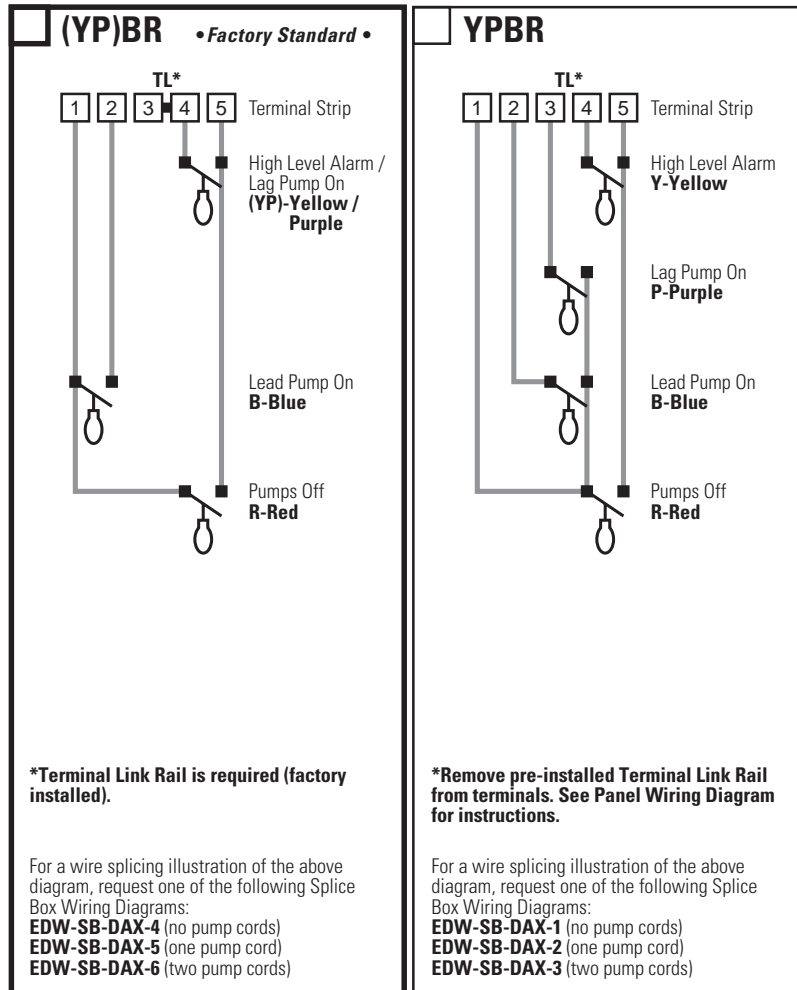 (YP)BR • Factory Standard •
TL*
1 2 3 4 5 Terminal Strip
High Level Alarm /
Lag Pump On
(YP)-Yellow /
Purple
Lead Pump On
B-Blue
Pumps Off
R-Red
*Terminal Link Rail is required (factory
installed).
For a wire splicing illustration of the above
diagram, request one of the following Splice
Box Wiring Diagrams:
EDW-SB-DAX-4 (no pump cords)
EDW-SB-DAX-5 (one pump cord)
EDW-SB-DAX-6 (two pump cords)
YPBR
TL*
1 2 3 4 5 Terminal Strip
High Level Alarm
Y-Yellow
Lag Pump On
P-Purple
Lead Pump On
B-Blue
Pumps Off
R-Red
*Remove pre-installed Terminal Link Rail
from terminals. See Panel Wiring Diagram
for instructions.
For a wire splicing illustration of the above
diagram, request one of the following Splice
Box Wiring Diagrams:
EDW-SB-DAX-1 (no pump cords)
EDW-SB-DAX-2 (one pump cord)
EDW-SB-DAX-3 (two pump cords)